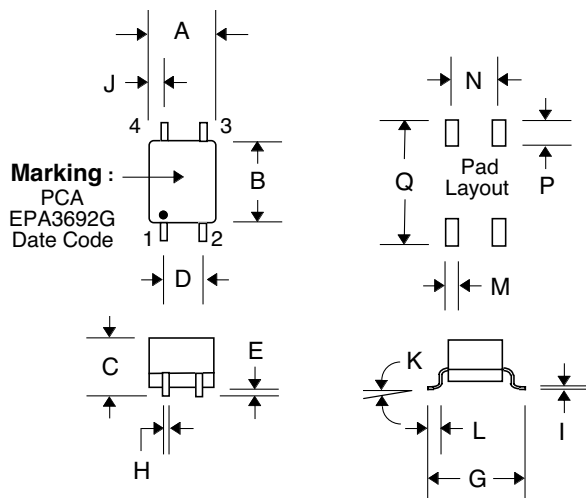 A
J
N
4
3
Marking :
PCA
EPA3692G
Date Code
B
Q
Pad
Layout
P
1
2
D
M
C
E
K
I
H
L
G